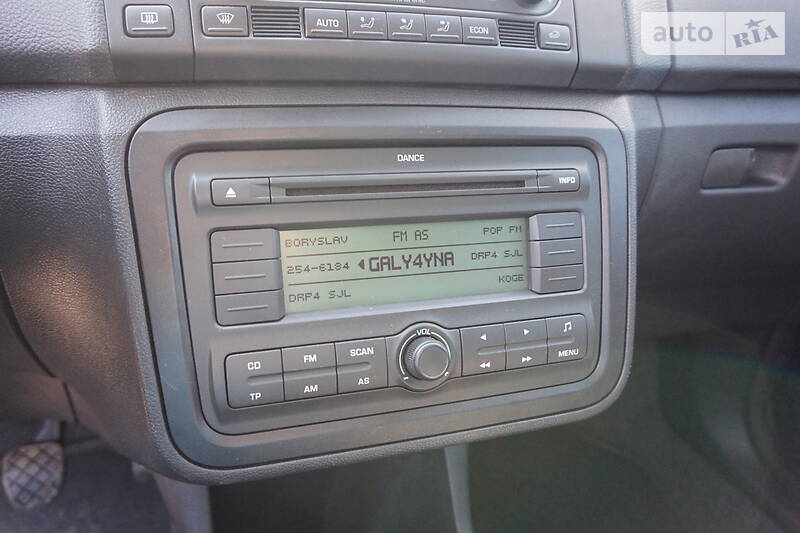 AUTO ECON
auto RIA
DANCE
INFO
BORYSLAV FM AS POP FM
254-6184 GALY4YNA DRP4 SJL
DRP4 SJL KOGE
VOL
CD FM SCAN
TP AM AS MENU